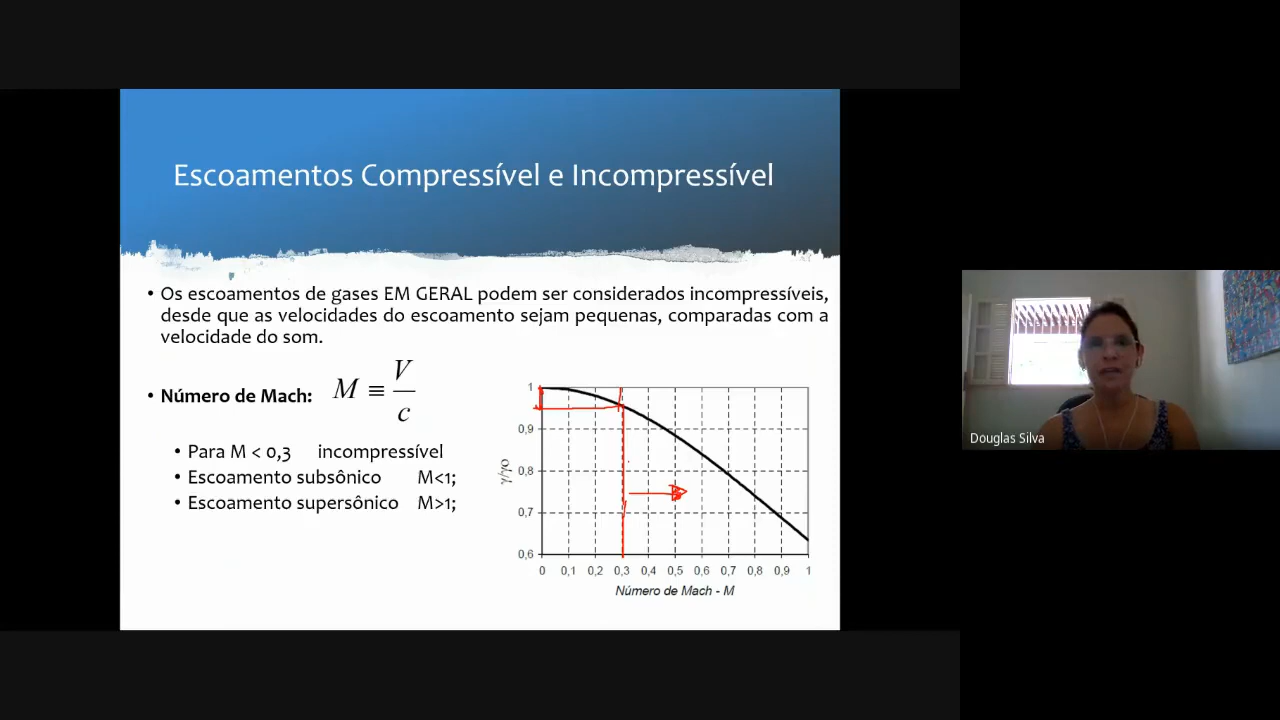 Escoamentos Compressível e Incompressível
• Os escoamentos de gases EM GERAL podem ser considerados incompressíveis,
desde que as velocidades do escoamento sejam pequenas, comparadas com a
velocidade do som.
• Número de Mach: M ≡ V/c
• Para M < 0,3 incompressível
• Escoamento subsônico M<1;
• Escoamento supersônico M>1;
1
0,9
0,8
0,7
0,6
γ/γo
0 0,1 0,2 0,3 0,4 0,5 0,6 0,7 0,8 0,9 1
Número de Mach - M
Douglas Silva